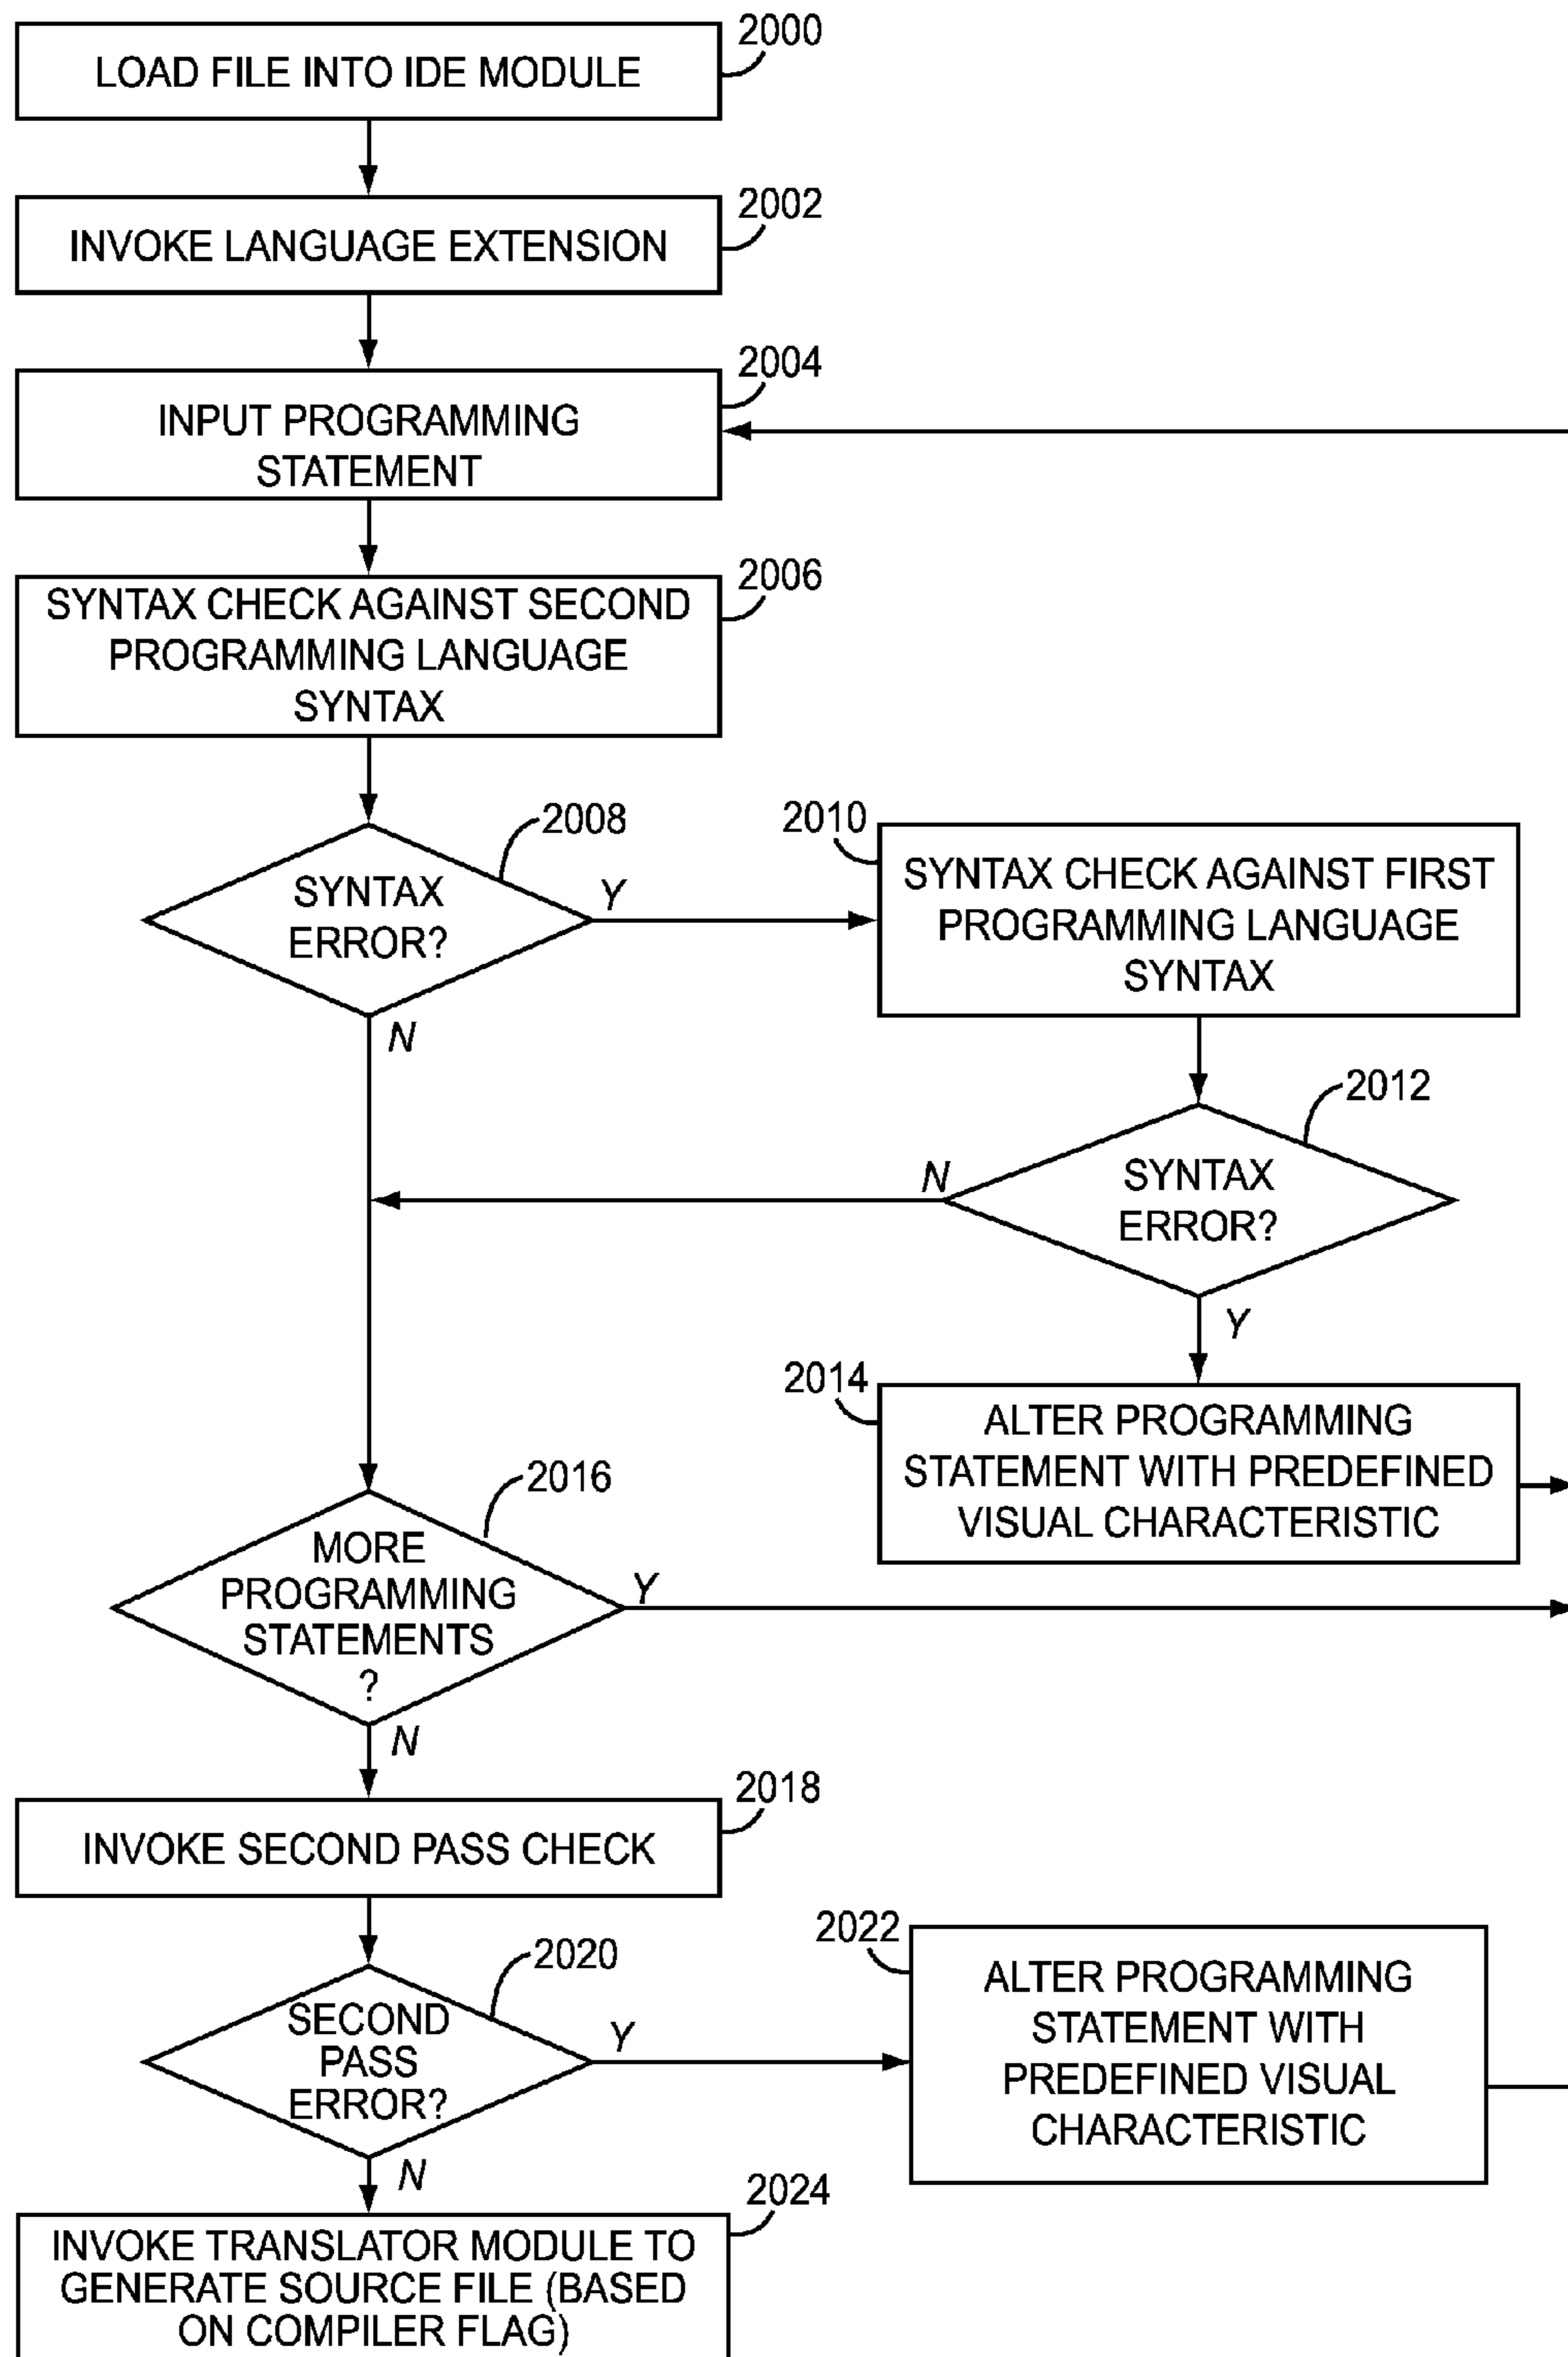 2000
LOAD FILE INTO IDE MODULE
2002
INVOKE LANGUAGE EXTENSION
2004
INPUT PROGRAMMING
STATEMENT
2006
SYNTAX CHECK AGAINST SECOND
PROGRAMMING LANGUAGE
SYNTAX
2008
SYNTAX
ERROR?
Y
N
2010
SYNTAX CHECK AGAINST FIRST
PROGRAMMING LANGUAGE
SYNTAX
2012
SYNTAX
ERROR?
N
Y
2014
ALTER PROGRAMMING
STATEMENT WITH PREDEFINED
VISUAL CHARACTERISTIC
2016
MORE
PROGRAMMING
STATEMENTS
?
Y
N
2018
INVOKE SECOND PASS CHECK
2020
SECOND
PASS
ERROR?
Y
N
2022
ALTER PROGRAMMING
STATEMENT WITH
PREDEFINED VISUAL
CHARACTERISTIC
2024
INVOKE TRANSLATOR MODULE TO
GENERATE SOURCE FILE (BASED
ON COMPILER FLAG)